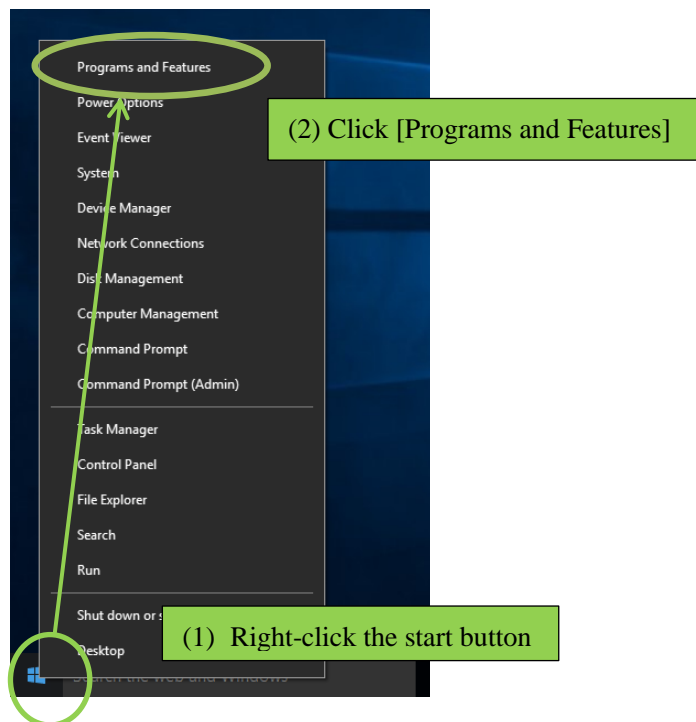 Programs and Features
Power Options
(2) Click [Programs and Features]
Event Viewer
System
Device Manager
Network Connections
Disk Management
Computer Management
Command Prompt
Command Prompt (Admin)
Task Manager
Control Panel
File Explorer
Search
Run
Shut down or s
(1) Right-click the start button
Desktop
Search the web and Windows